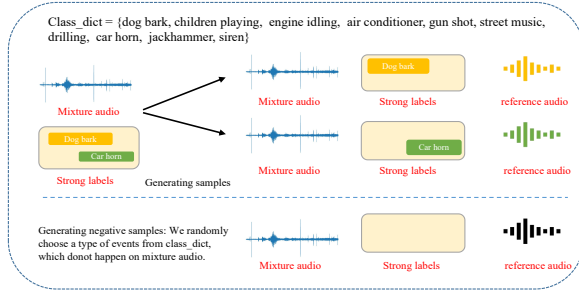 Class_dict = {dog bark, children playing, engine idling, air conditioner, gun shot, street music,
drilling, car horn, jackhammer, siren}
Mixture audio
Dog bark
Car horn
Strong labels
Generating samples
Mixture audio
Dog bark
Strong labels
reference audio
Mixture audio
Car horn
Strong labels
reference audio
Generating negative samples: We randomly
choose a type of events from class_dict,
which donot happen on mixture audio.
Mixture audio
Strong labels
reference audio